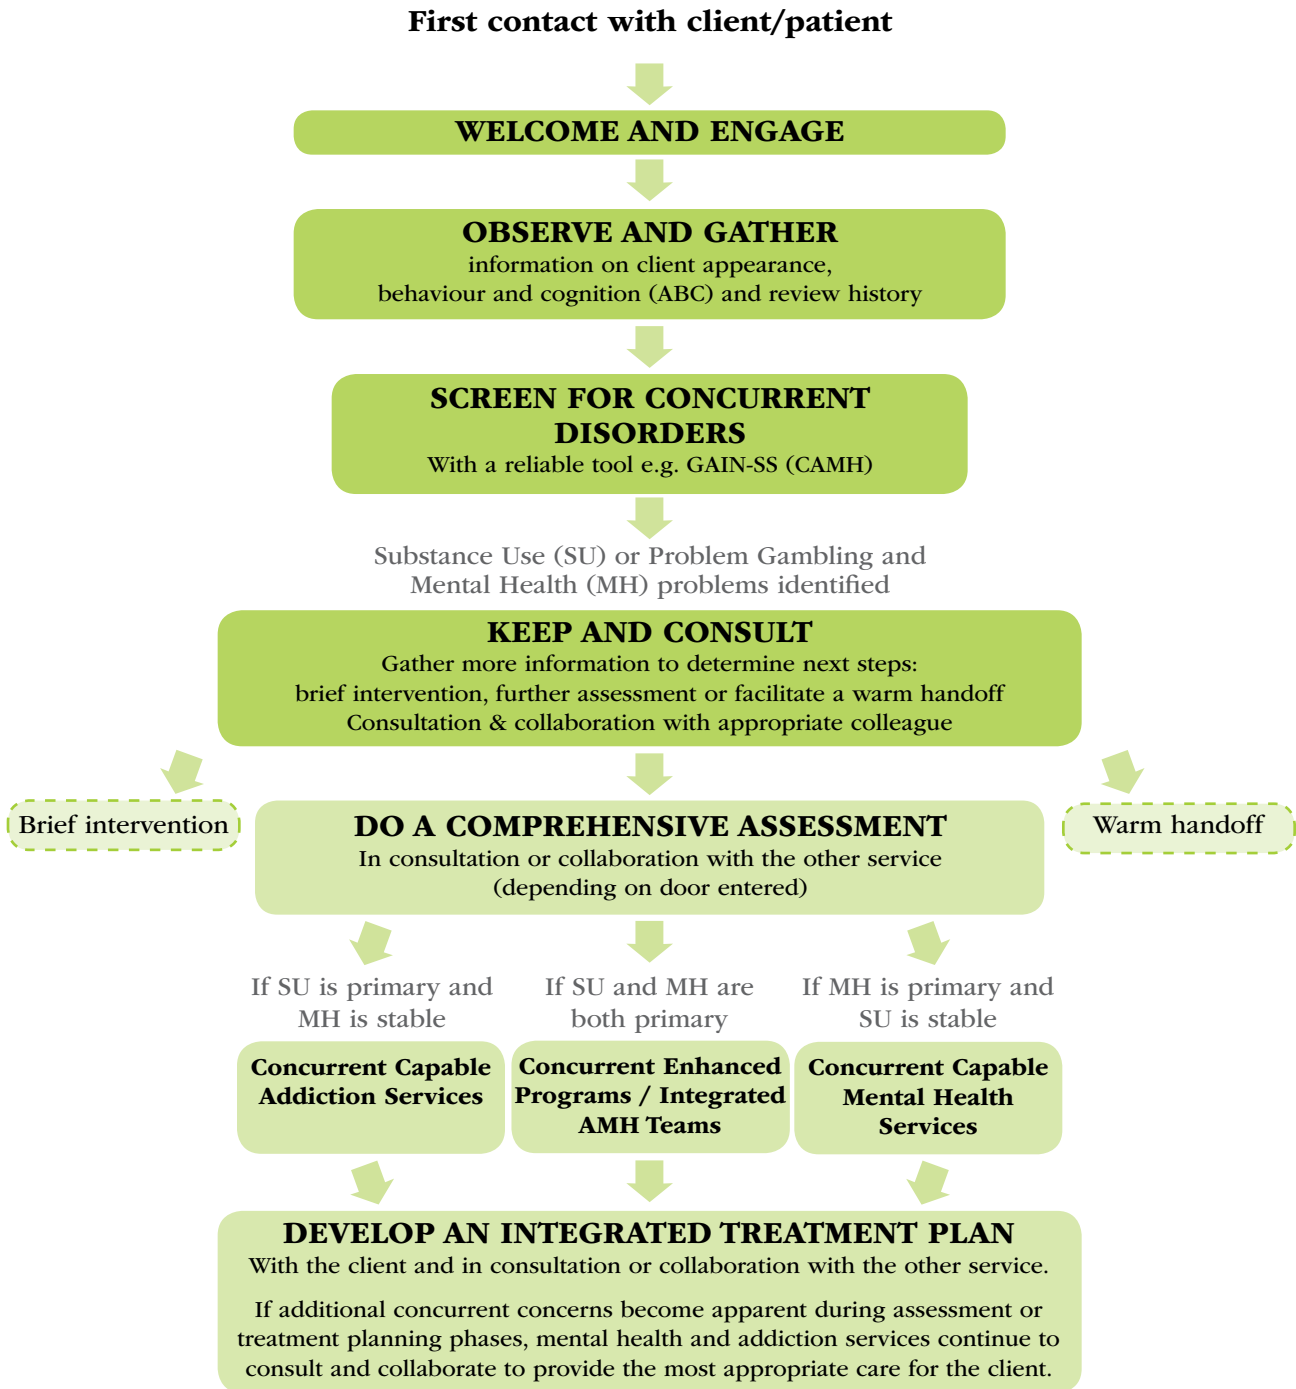 First contact with client/patient
WELCOME AND ENGAGE
OBSERVE AND GATHER
information on client appearance,
behaviour and cognition (ABC) and review history
SCREEN FOR CONCURRENT
DISORDERS
With a reliable tool e.g. GAIN-SS (CAMH)
Substance Use (SU) or Problem Gambling and
Mental Health (MH) problems identified
KEEP AND CONSULT
Gather more information to determine next steps:
brief intervention, further assessment or facilitate a warm handoff
Consultation & collaboration with appropriate colleague
Brief intervention
DO A COMPREHENSIVE ASSESSMENT
In consultation or collaboration with the other service
(depending on door entered)
Warm handoff
If SU is primary and
MH is stable
If SU and MH are
both primary
If MH is primary and
SU is stable
Concurrent Capable
Addiction Services
Concurrent Enhanced
Programs / Integrated
AMH Teams
Concurrent Capable
Mental Health
Services
DEVELOP AN INTEGRATED TREATMENT PLAN
With the client and in consultation or collaboration with the other service.
If additional concurrent concerns become apparent during assessment or
treatment planning phases, mental health and addiction services continue to
consult and collaborate to provide the most appropriate care for the client.